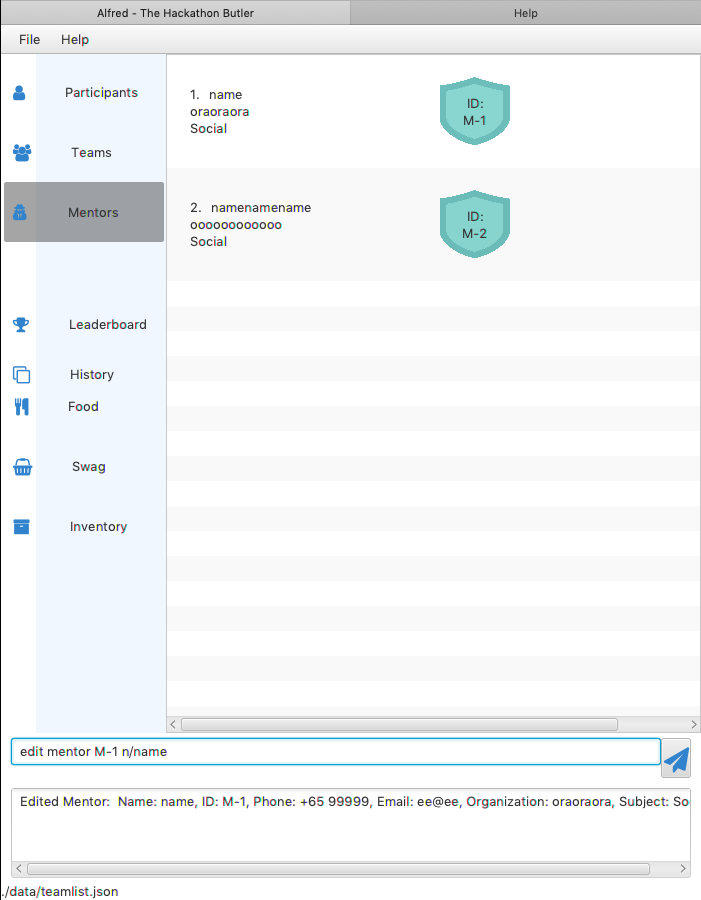 Alfred - The Hackathon Butler
Help
File
Help
Participants
Teams
Mentors
Leaderboard
History
Food
Swag
Inventory
1. name
oraoraora
Social
ID:
M-1
2. namenamename
oooooooooooo
Social
ID:
M-2
edit mentor M-1 n/name
Edited Mentor: Name: name, ID: M-1, Phone: +65 99999, Email: ee@ee, Organization: oraoraora, Subject: So
./data/teamlist.json